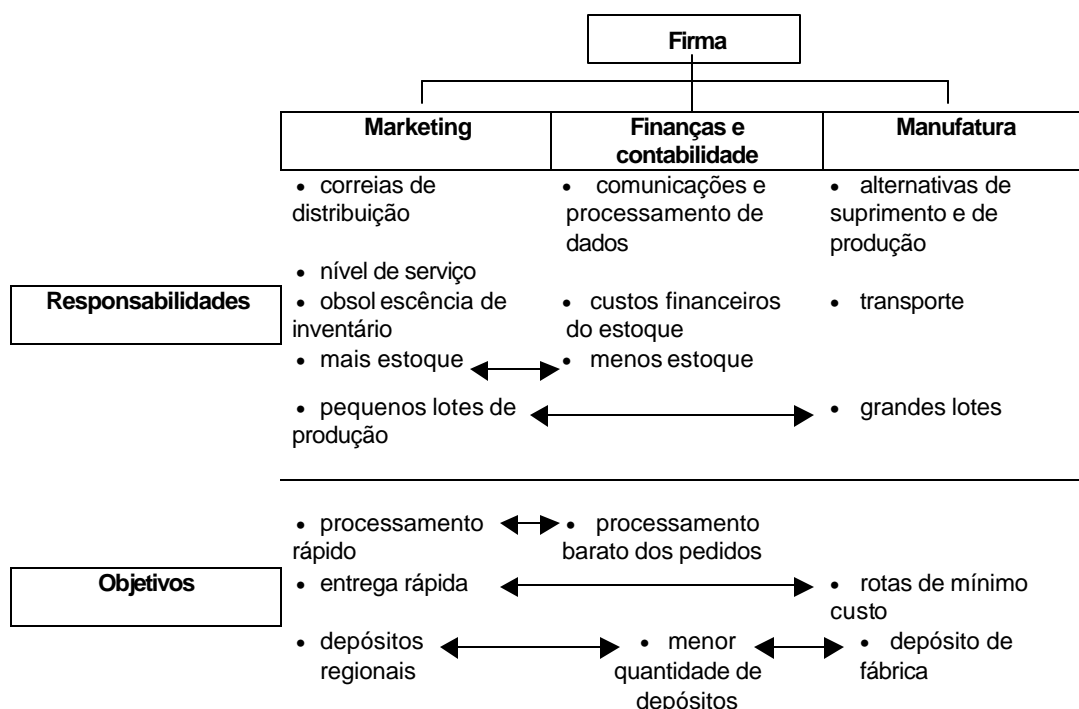 Firma
Marketing
Finanças e
contabilidade
Manufatura
Responsabilidades
• correias de
distribuição
• nível de serviço
• obsol escência de
inventário
• mais estoque
• pequenos lotes de
produção
• comunicações e
processamento de
dados
• custos financeiros
do estoque
• menos estoque
• alternativas de
suprimento e de
produção
• transporte
• grandes lotes
Objetivos
• processamento
rápido
• entrega rápida
• depósitos
regionais
• processamento
barato dos pedidos
• menor
quantidade de
depósitos
• rotas de mínimo
custo
• depósito de
fábrica